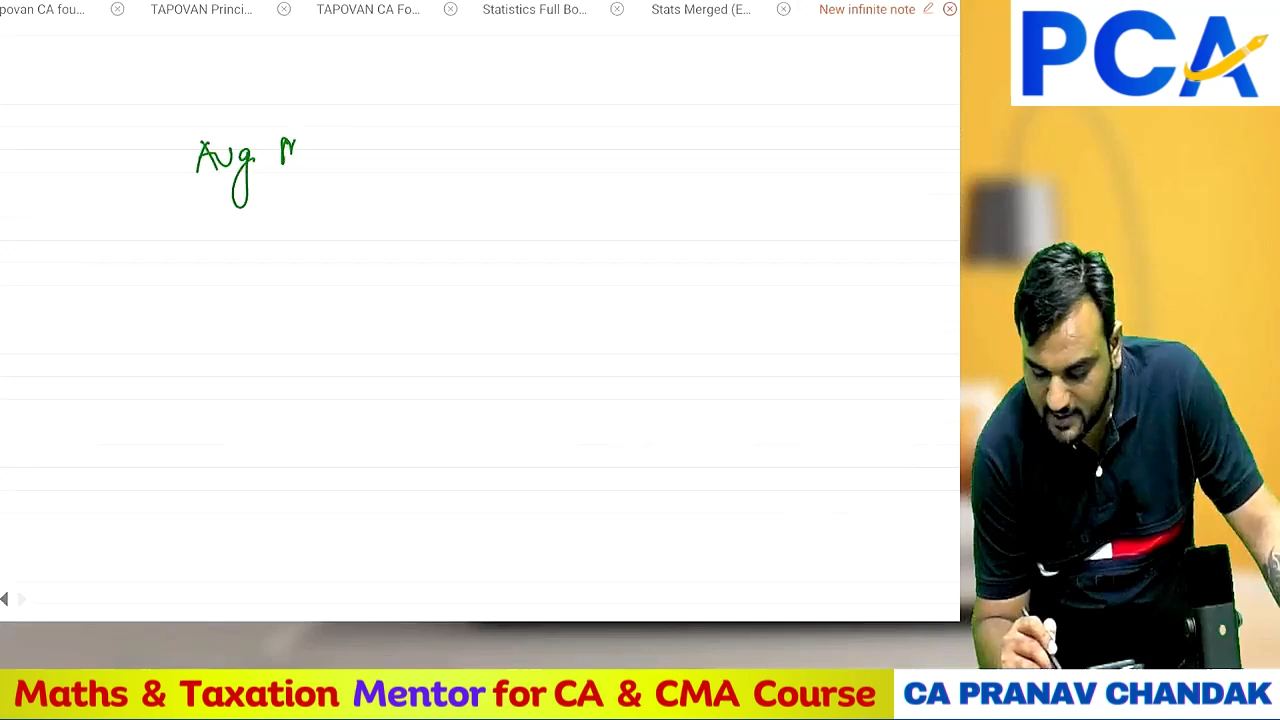 povan CA fou...
TAPOVAN Princi...
TAPOVAN CA Fo...
Statistics Full Bo...
Stats Merged (E...
New infinite note
PCA
Avg
Maths & Taxation Mentor for CA & CMA Course
CA PRANAV CHANDAK